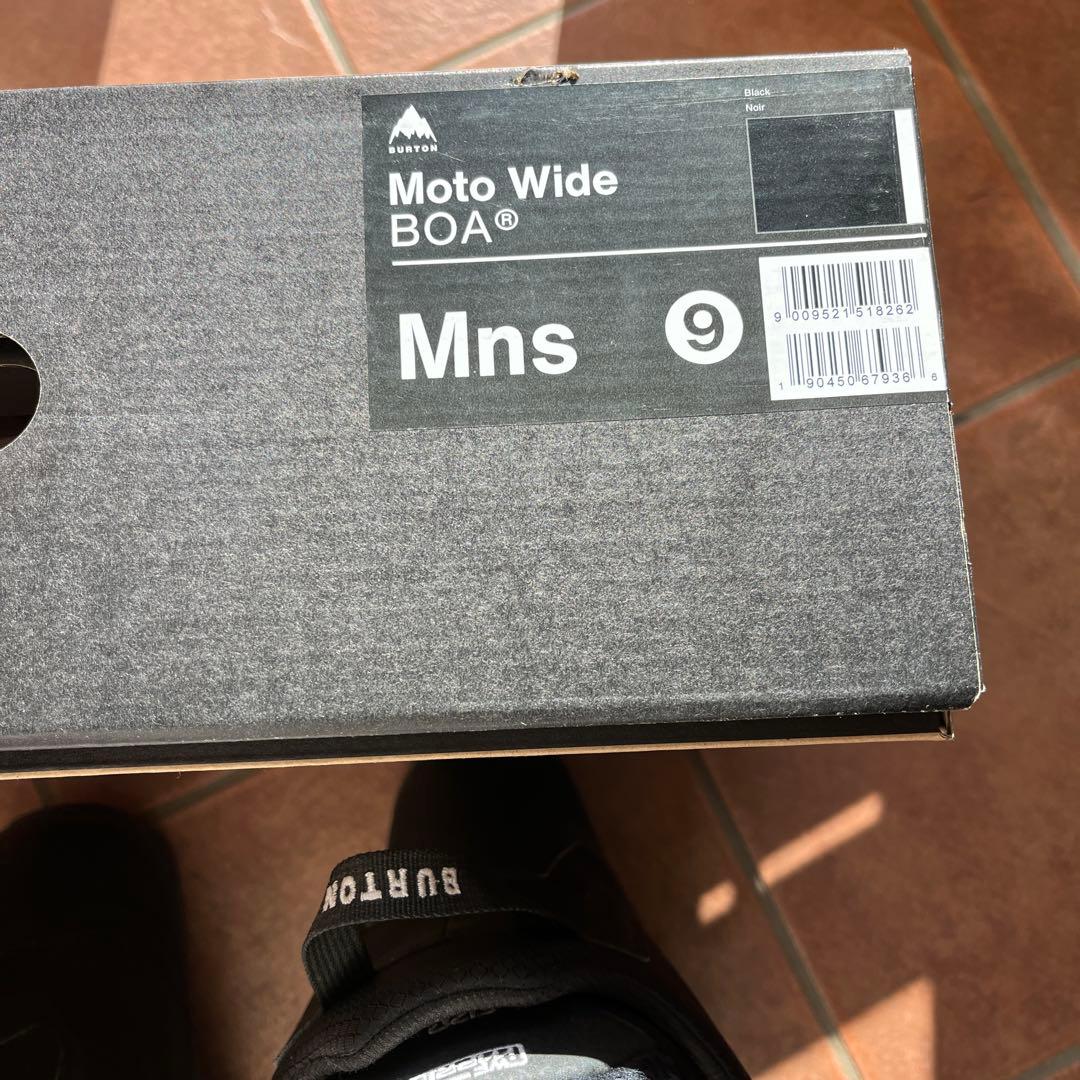 BURTON
Moto Wide
BOA®
Black
Noir
Mns
9
9 009521 518262
1 90450 67936 6
BURTON